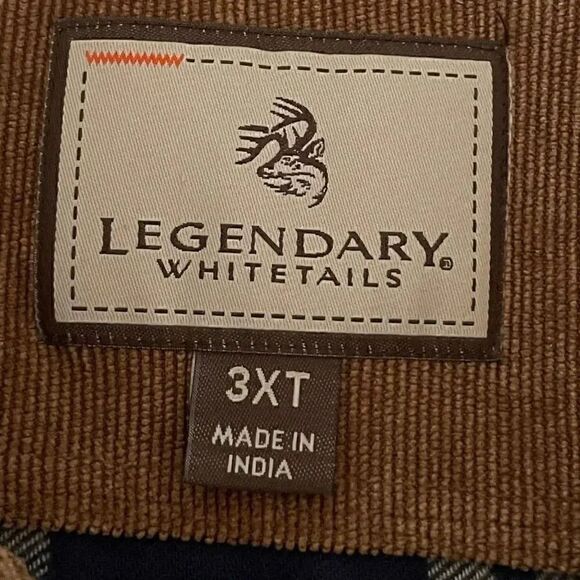 LEGENDARY®
WHITETAILS
3XT
MADE IN
INDIA